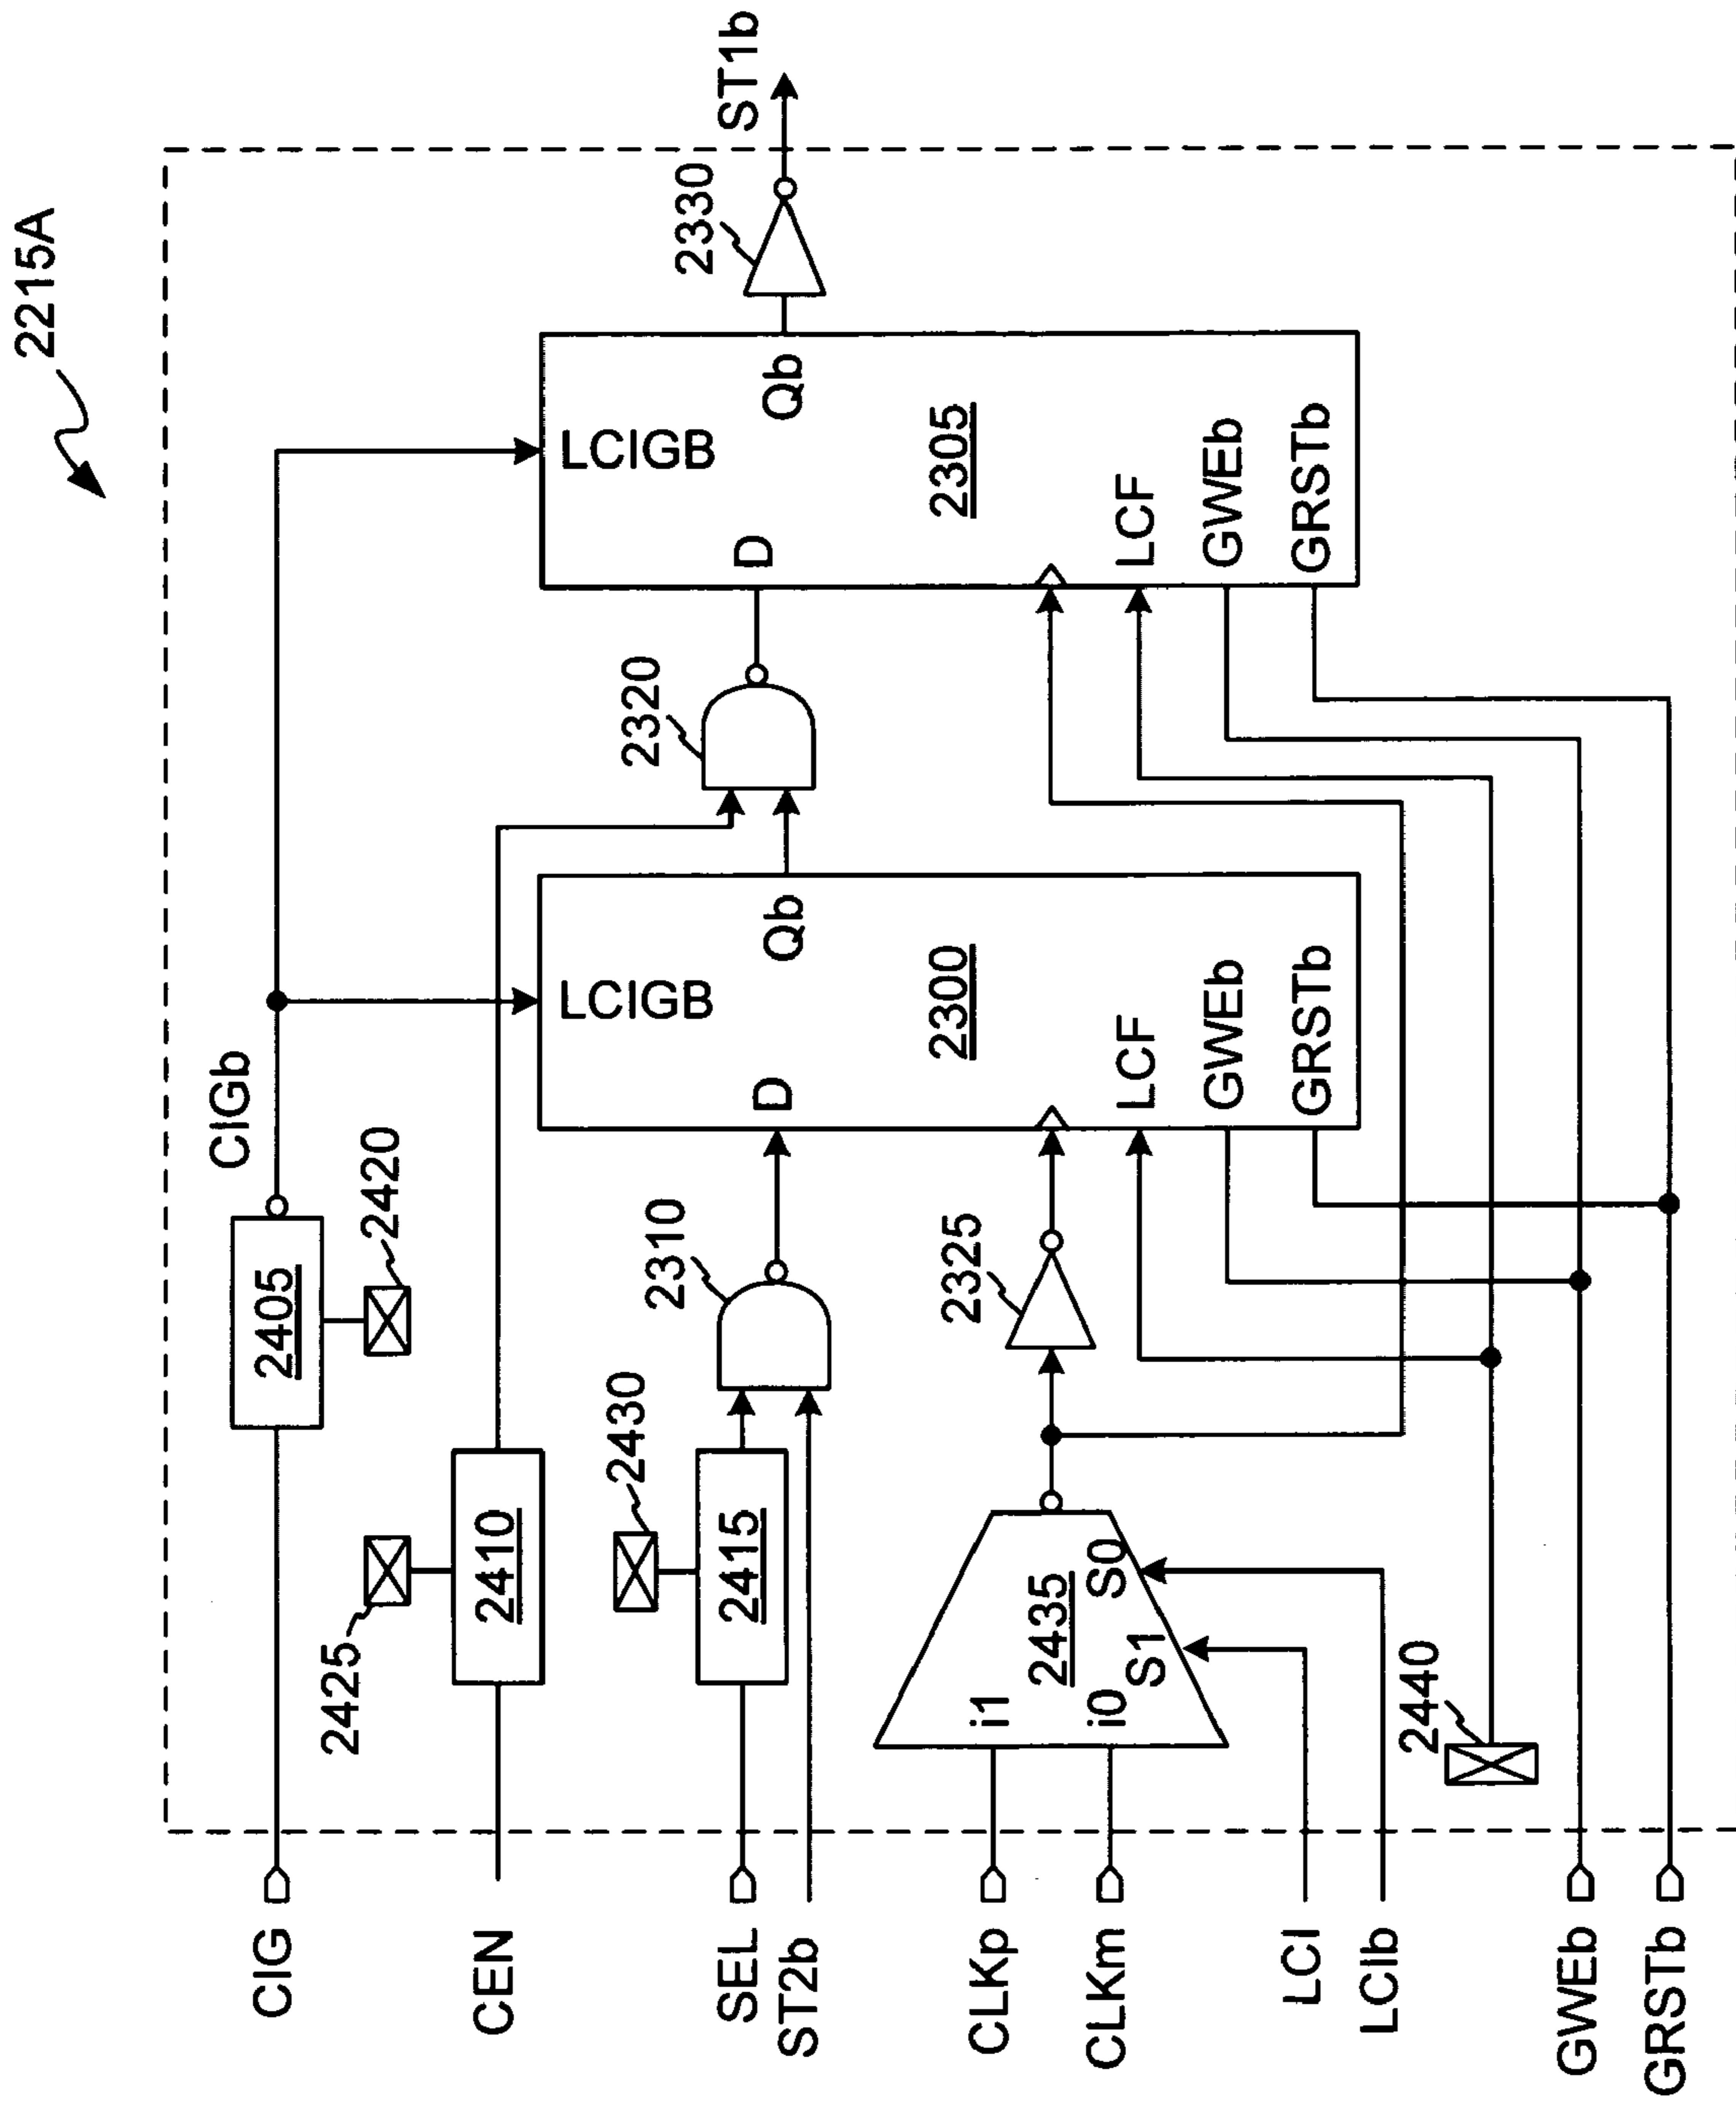 2215A
CIG
2405
2420
CIGb
CEN
2425
2410
SEL
2430
2415
ST2b
2310
D
LCIGB
Qb
2300
LCF
GWEb
GRSTb
2320
D
LCIGB
Qb
2305
LCF
GWEb
GRSTb
2330
ST1b
CLKp
CLKm
i1
i0
2435
S1
S0
2325
LCI
LCIb
2440
GWEb
GRSTb